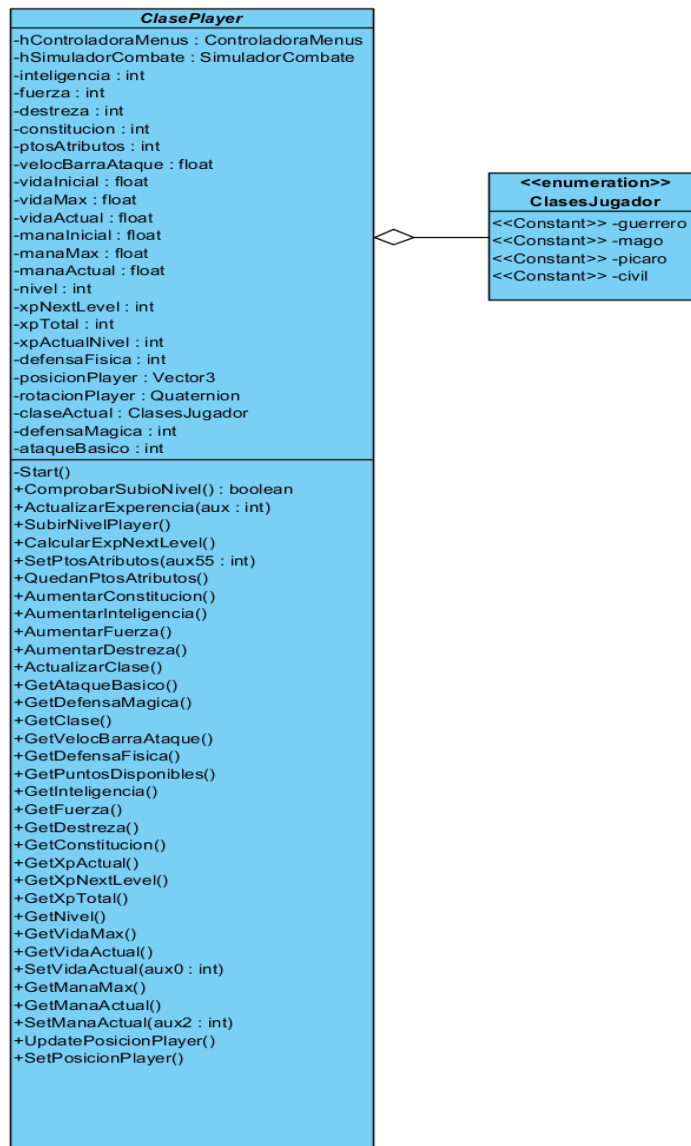 ClasePlayer
-hControladoraMenus : ControladoraMenus
-hSimuladorCombate : SimuladorCombate
-inteligencia : int
-fuerza : int
-destreza : int
-constitucion : int
-ptosAtributos : int
-velocBarraAtaque : float
-vidaInicial : float
-vidaMax : float
-vidaActual : float
-manaInicial : float
-manaMax : float
-manaActual : float
-nivel : int
-xpNextLevel : int
-xpTotal : int
-xpActualNivel : int
-defensaFisica : int
-posicionPlayer : Vector3
-rotacionPlayer : Quaternion
-claseActual : ClasesJugador
-defensaMagica : int
-ataqueBasico : int
-Start()
+ComprobarSubioNivel() : boolean
+ActualizarExperencia(aux : int)
+SubirNivelPlayer()
+CalcularExpNextLevel()
+SetPtosAtributos(aux55 : int)
+QuedanPtosAtributos()
+AumentarConstitucion()
+AumentarInteligencia()
+AumentarFuerza()
+AumentarDestreza()
+ActualizarClase()
+GetAtaqueBasico()
+GetDefensaMagica()
+GetClase()
+GetVelocBarraAtaque()
+GetDefensaFisica()
+GetPuntosDisponibles()
+GetInteligencia()
+GetFuerza()
+GetDestreza()
+GetConstitucion()
+GetXpActual()
+GetXpNextLevel()
+GetXpTotal()
+GetNivel()
+GetVidaMax()
+GetVidaActual()
+SetVidaActual(aux0 : int)
+GetManaMax()
+GetManaActual()
+SetManaActual(aux2 : int)
+UpdatePosicionPlayer()
+SetPosicionPlayer()
<<enumeration>>
ClasesJugador
<<Constant>> -guerrero
<<Constant>> -mago
<<Constant>> -picaro
<<Constant>> -civil